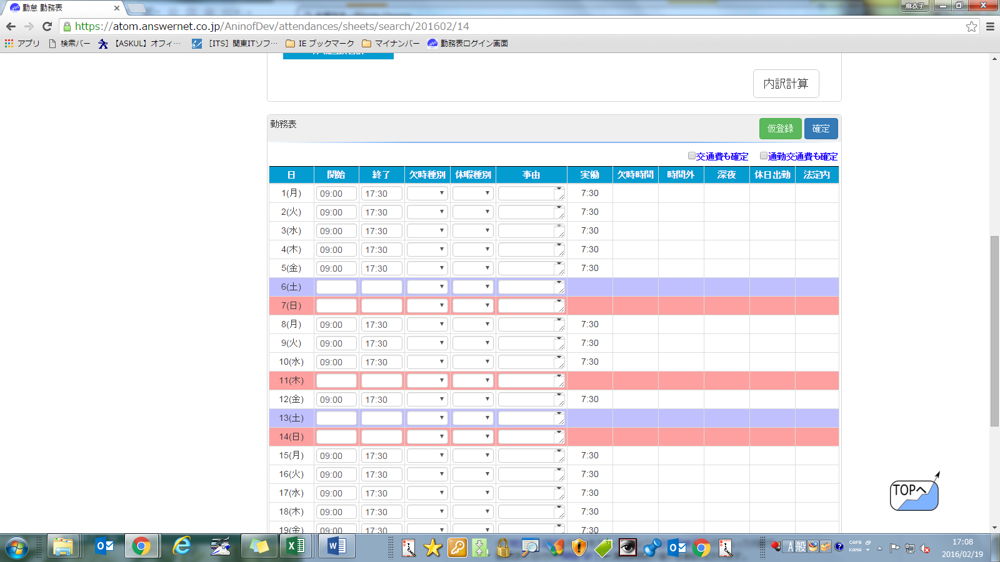 勤怠 勤務表
麻衣子
https://atom.answernet.co.jp/AninofDev/attendances/sheets/search/201602/14
アプリ 検索バー 【ASKUL】オフィ… [ITS] 関東ITソフ… IE ブックマーク マイナンバー 勤務表ログイン画面
内訳計算
勤務表 仮登録 確定
交通費も確定 通勤交通費も確定
日 開始 終了 欠時種別 休暇種別 事由 実働 欠時時間 時間外 深夜 休日出勤 法定内
1(月) 09:00 17:30 7:30
2(火) 09:00 17:30 7:30
3(水) 09:00 17:30 7:30
4(木) 09:00 17:30 7:30
5(金) 09:00 17:30 7:30
6(土)
7(日)
8(月) 09:00 17:30 7:30
9(火) 09:00 17:30 7:30
10(水) 09:00 17:30 7:30
11(木)
12(金) 09:00 17:30 7:30
13(土)
14(日)
15(月) 09:00 17:30 7:30
16(火) 09:00 17:30 7:30
17(水) 09:00 17:30 7:30
18(木) 09:00 17:30 7:30
19(金) 09:00 17:30 7:30
TOPへ
A 般 CAPS
KANA
17:08
2016/02/19